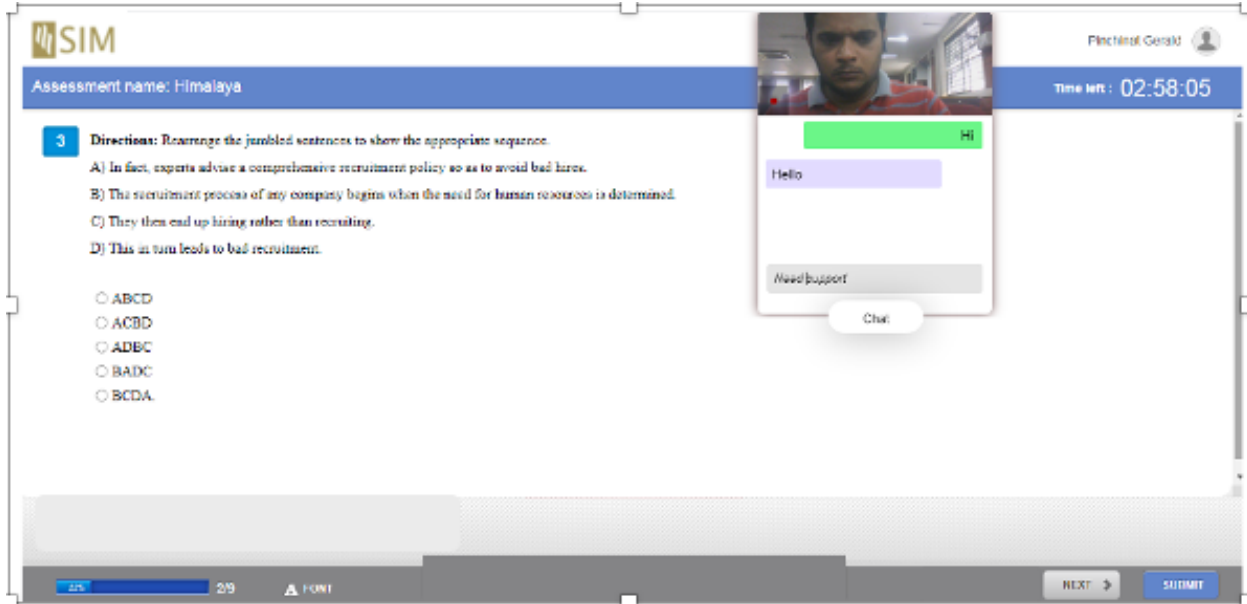 SIM
Pinchinat Gerald
Assessment name: Himalaya
Time left : 02:58:05
3
Directions: Rearrange the jumbled sentences to show the appropriate sequence.
A) In fact, experts advise a comprehensive recruitment policy so as to avoid bad hires.
B) The recruitment process of any company begins when the need for human resources is determined.
C) They then end up hiring rather than recruiting.
D) This in turn leads to bad recruitment.
ABCD
ACBD
ADBC
BADC
BCDA.
Hi
Hello
Need support
Chat
2/9
A FONT
NEXT
SUBMIT